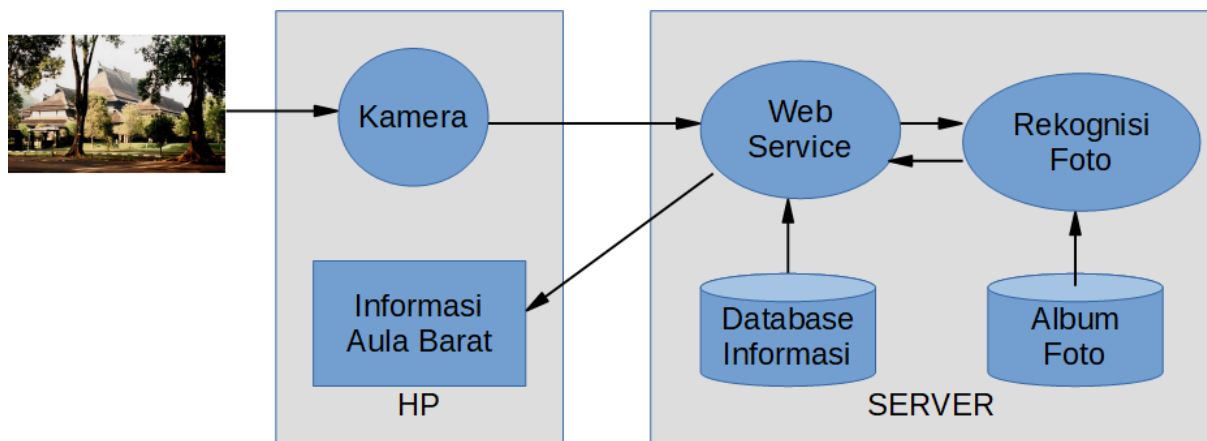 Kamera
Informasi
Aula Barat
HP
Web
Service
Rekognisi
Foto
Database
Informasi
Album
Foto
SERVER